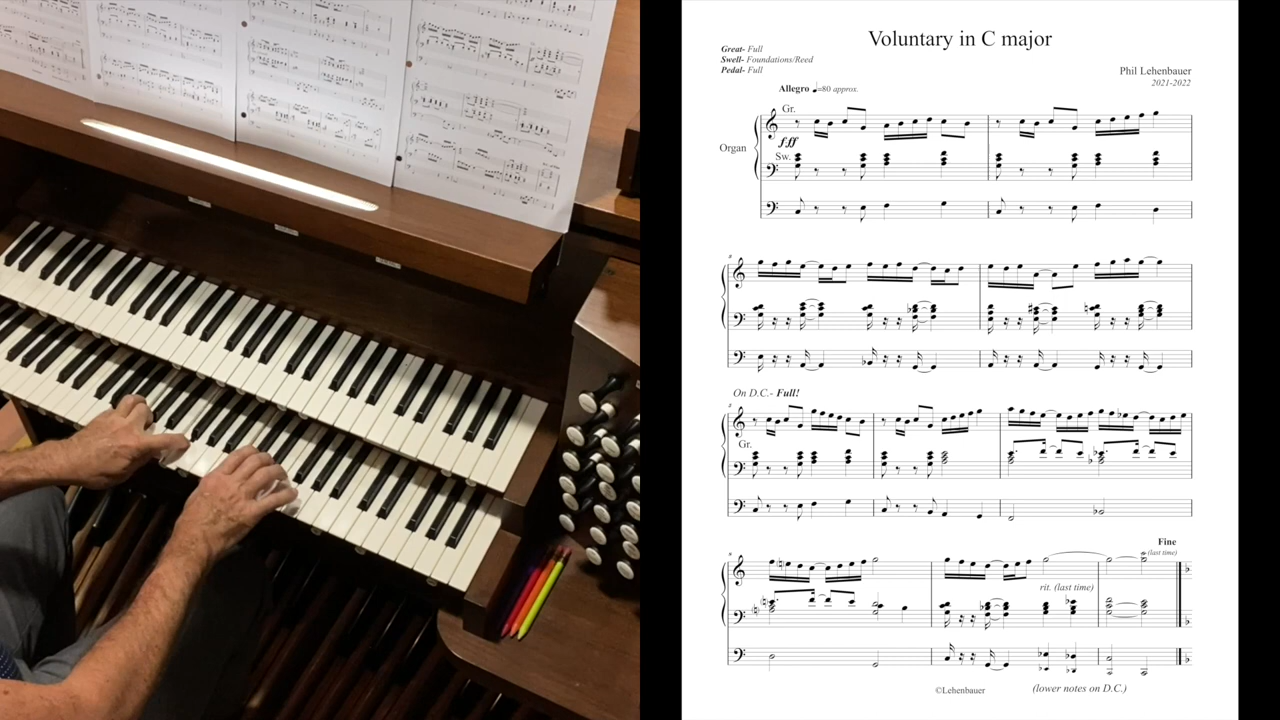 Voluntary in C major
Great- Full
Swell- Foundations/Reed
Pedal- Full
Phil Lehenbauer
2021-2022
Allegro ♩=80 approx.
Gr.
Organ
fff
Sw.
3
On D.C.- Full!
Gr.
Fine
(last time)
rit. (last time)
©Lehenbauer
(lower notes on D.C.)